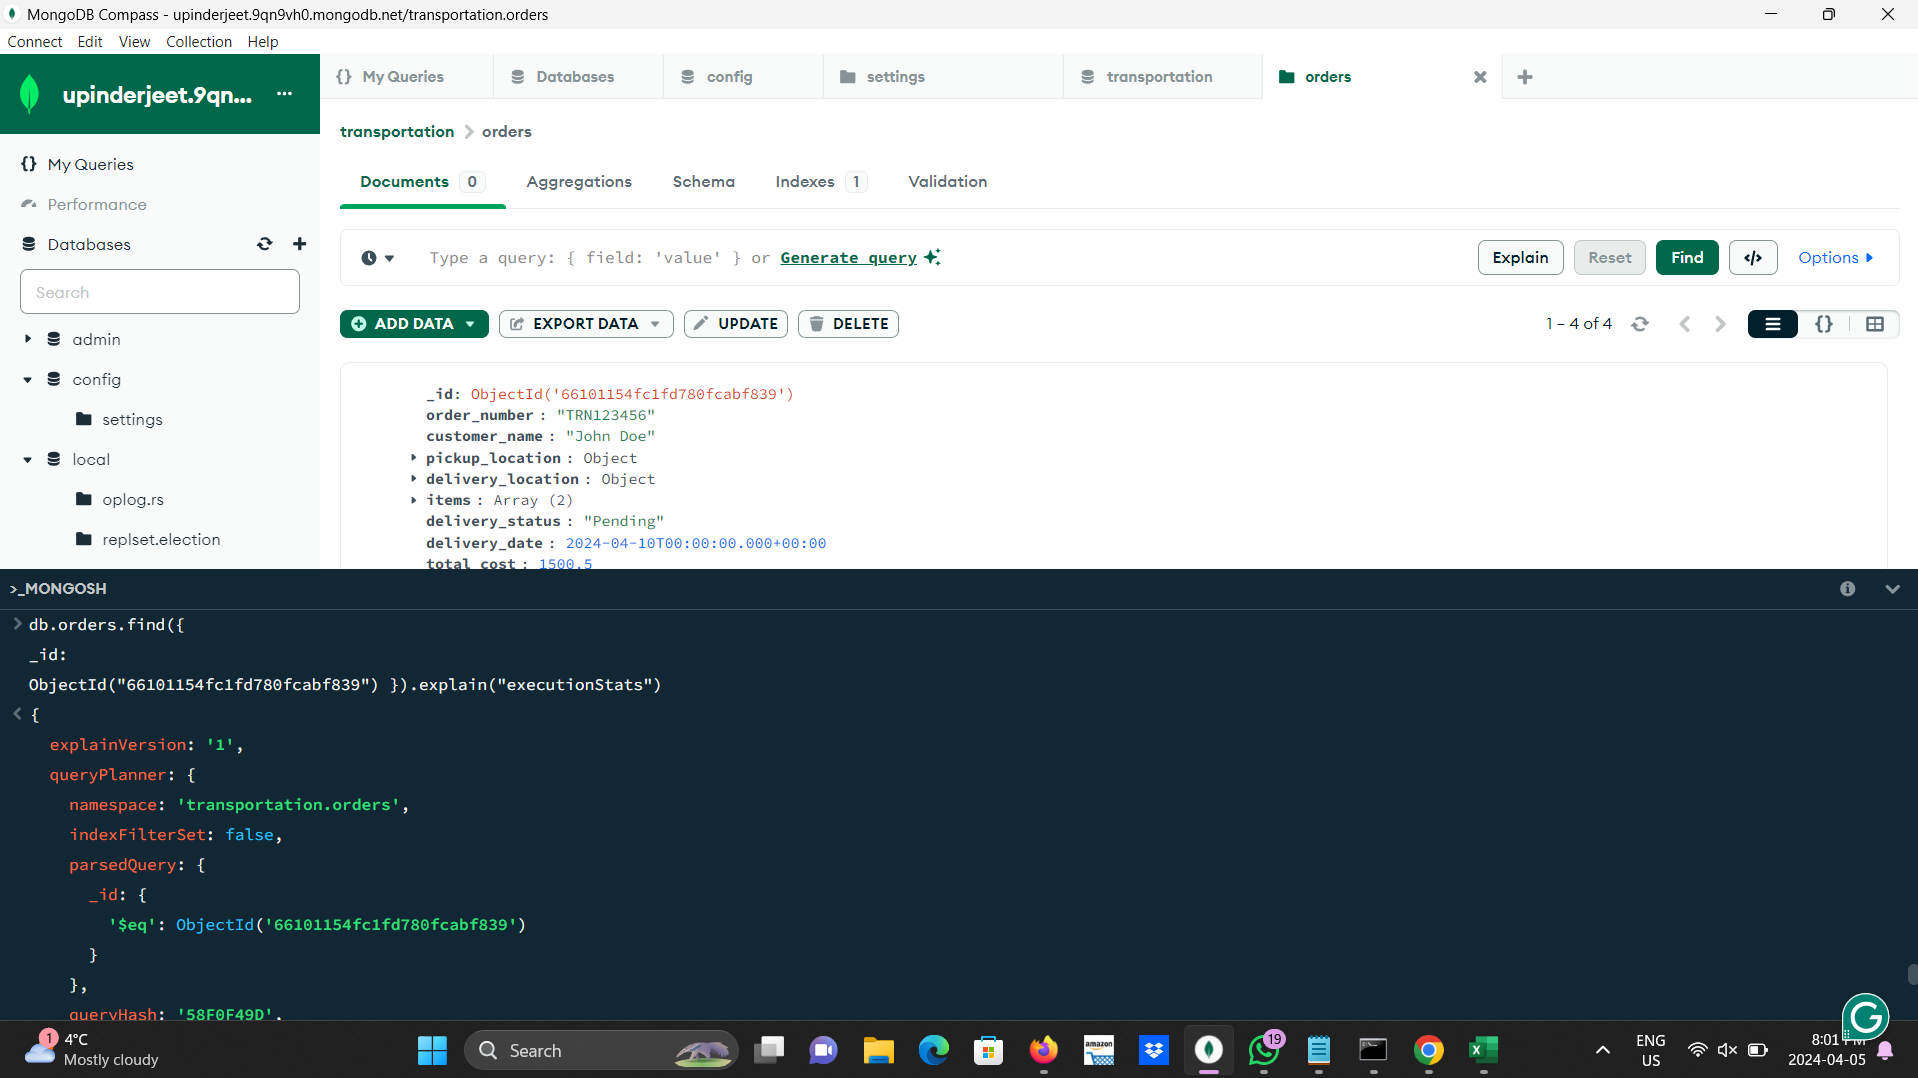 MongoDB Compass - upinderjeet.9qn9vh0.mongodb.net/transportation.orders
Connect Edit View Collection Help
upinderjeet.9qn... ...
{} My Queries Databases config settings transportation orders
transportation > orders
My Queries
Performance
Databases
Search
admin
config
settings
local
oplog.rs
replset.election
Documents 0 Aggregations Schema Indexes 1 Validation
Type a query: { field: 'value' } or Generate query
Explain Reset Find </> Options
ADD DATA EXPORT DATA UPDATE DELETE
1 – 4 of 4 {}
_id: ObjectId('66101154fc1fd780fcabf839')
order_number : "TRN123456"
customer_name : "John Doe"
pickup_location : Object
delivery_location : Object
items : Array (2)
delivery_status : "Pending"
delivery_date : 2024-04-10T00:00:00.000+00:00
total_cost : 1500.5
>_MONGOSH
> db.orders.find({
_id:
ObjectId("66101154fc1fd780fcabf839") }).explain("executionStats")
< {
explainVersion: '1',
queryPlanner: {
namespace: 'transportation.orders',
indexFilterSet: false,
parsedQuery: {
_id: {
'$eq': ObjectId('66101154fc1fd780fcabf839')
}
},
queryHash: '58F0F49D',
1 4°C
Mostly cloudy
Search
amazon
19
ENG
US
8:01
2024-04-05